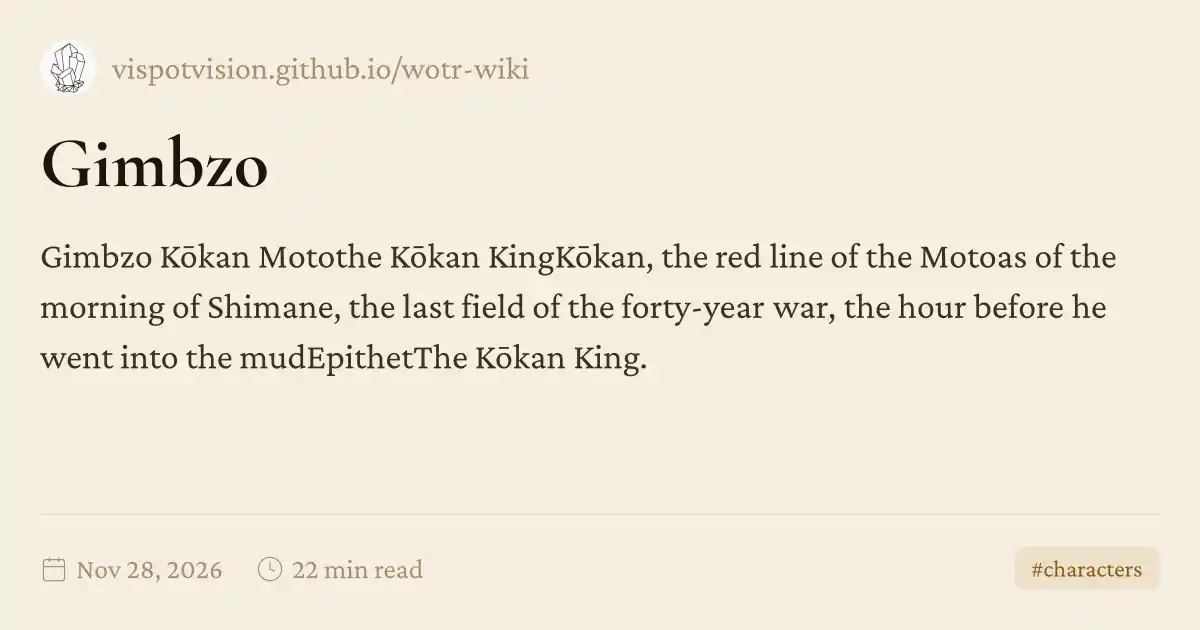 vispotvision.github.io/wotr-wiki
Gimbzo
Gimbzo Kōkan Motothe Kōkan KingKōkan, the red line of the Motoas of the
morning of Shimane, the last field of the forty-year war, the hour before he
went into the mudEpithetThe Kōkan King.
Nov 28, 2026
22 min read
#characters